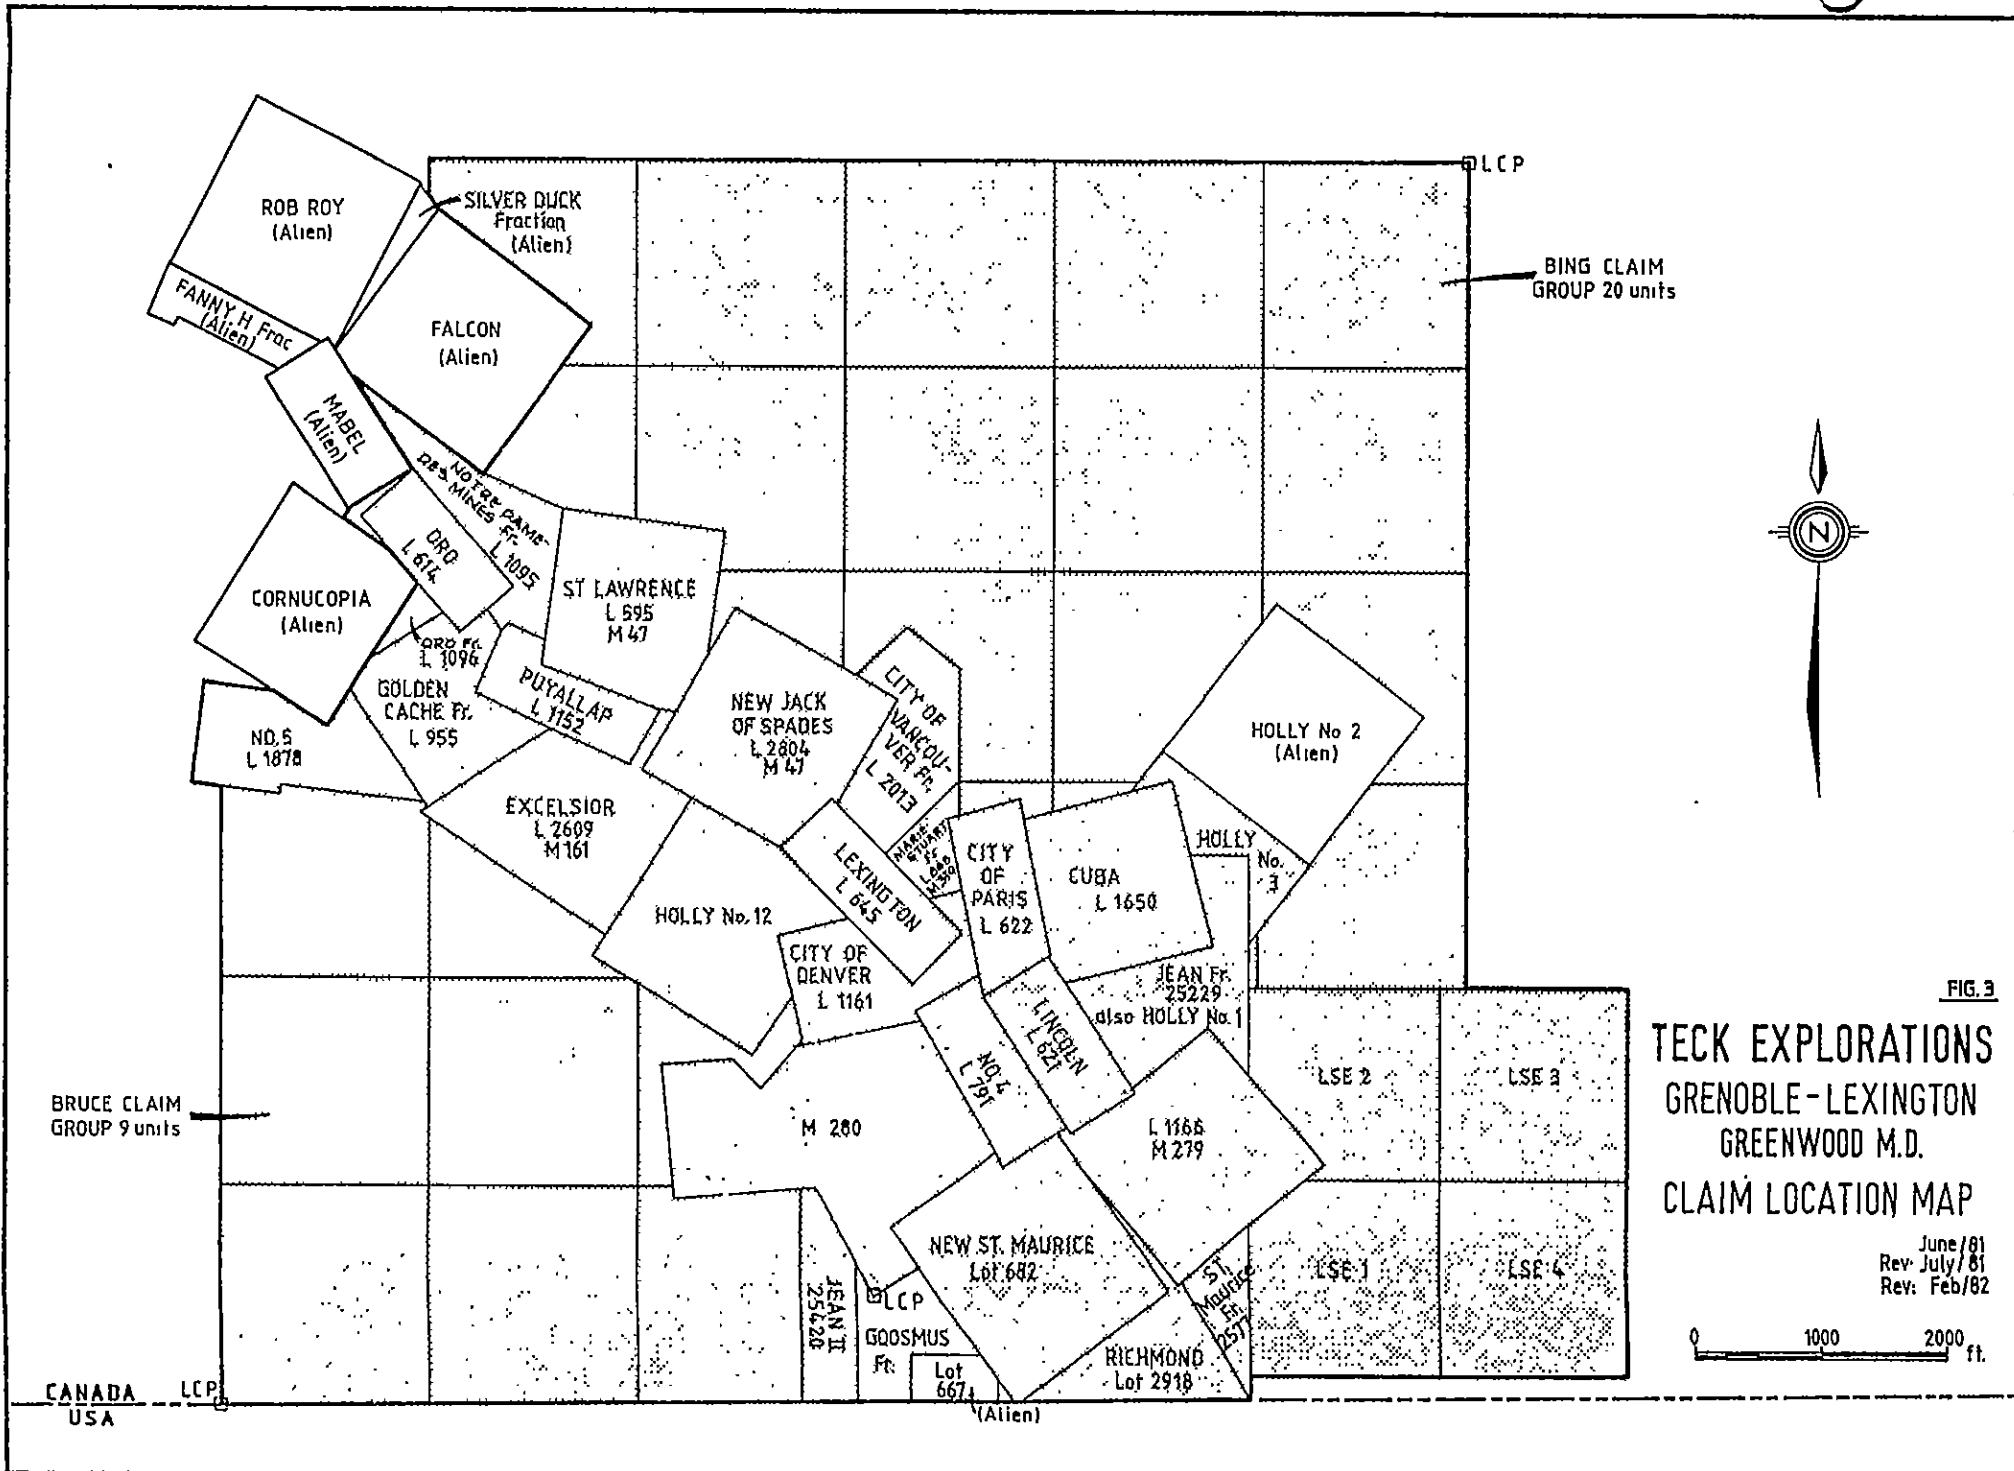 LCP
ROB ROY
(Alien)
SILVER DUCK
Fraction
(Alien)
BING CLAIM
GROUP 20 units
FANNY H Frac
(Alien)
FALCON
(Alien)
MABEL
(Alien)
NOTRE DAME
DES MINES Fr.
L 1095
ORO
L 614
N
CORNUCOPIA
(Alien)
ST LAWRENCE
L 595
M 47
ORO Fr.
L 1096
GOLDEN
CACHE Fr.
L 955
PUYALLAP
L 1152
NEW JACK
OF SPADES
L 2804
M 47
CITY OF
VANCOU-
VER Fr.
L 2013
HOLLY No 2
(Alien)
NO. 5
L 1878
EXCELSIOR
L 2609
M 161
LEXINGTON
L 645
MARIE
STUART
Fr.
CITY
OF
PARIS
L 622
CUBA
L 1650
HOLLY
No.
3
HOLLY No. 12
CITY OF
DENVER
L 1161
JEAN Fr.
25229
also HOLLY No. 1
LINCOLN
L 621
NO. 4
L 791
LSE 2
LSE 3
FIG. 3
TECK EXPLORATIONS
GRENOBLE-LEXINGTON
GREENWOOD M.D.
CLAIM LOCATION MAP
June/81
Rev: July/81
Rev: Feb/82
0 1000 2000 ft.
BRUCE CLAIM
GROUP 9 units
M 280
L 1166
M 279
NEW ST. MAURICE
Lot 682
LSE 1
LSE 4
ST.
Maurice
Fr.
2577
JEAN II
25420
LCP
GOOSMUS
Fr.
Lot
667
(Alien)
RICHMOND
Lot 2918
CANADA
USA
LCP